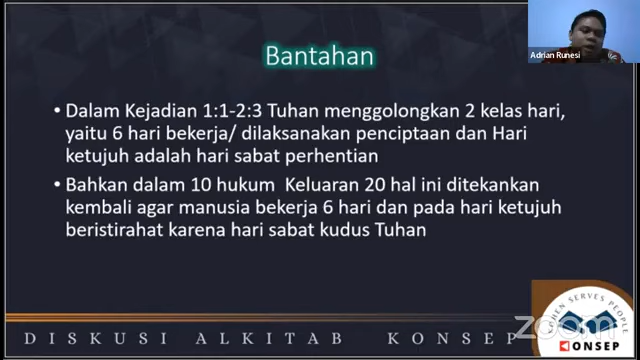 Bantahan
Adrian Runesi
• Dalam Kejadian 1:1-2:3 Tuhan menggolongkan 2 kelas hari,
yaitu 6 hari bekerja/ dilaksanakan penciptaan dan Hari
ketujuh adalah hari sabat perhentian
• Bahkan dalam 10 hukum Keluaran 20 hal ini ditekankan
kembali agar manusia bekerja 6 hari dan pada hari ketujuh
beristirahat karena hari sabat kudus Tuhan
DISKUSI ALKITAB KONSEP
SERVES PEOPLE
zoom
KONSEP